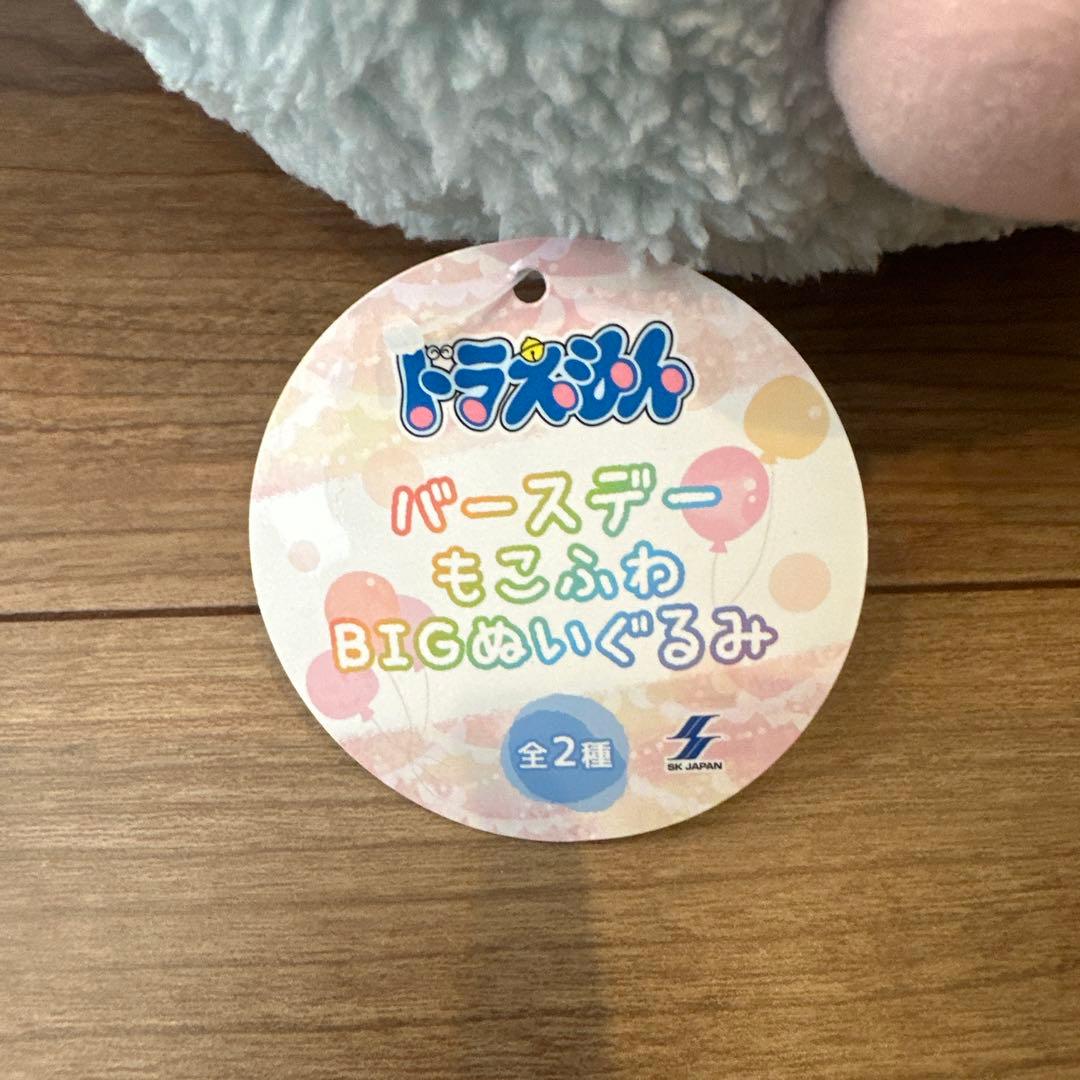 ドラえもん
バースデー
もこふわ
BIGぬいぐるみ
全2種
SK JAPAN